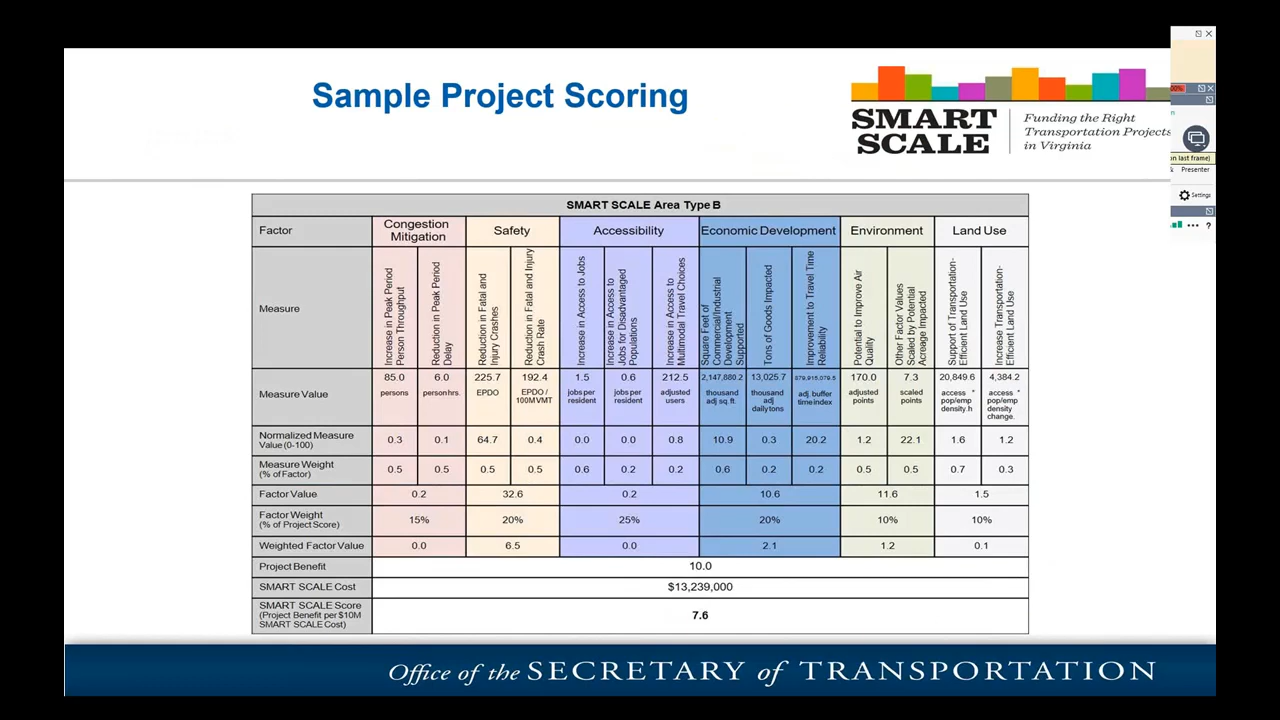 Sample Project Scoring
SMART
SCALE
Funding the Right
Transportation Projects
in Virginia
on last frame)
Presenter
Settings
?
SMART SCALE Area Type B
Factor
Congestion
Mitigation
Safety
Accessibility
Economic Development
Environment
Land Use
Measure
Increase in Peak Period
Person Throughput
Reduction in Peak Period
Delay
Reduction in Fatal and
Injury Crashes
Reduction in Fatal and Injury
Crash Rate
Increase in Access to Jobs
Increase in Access to
Jobs for Disadvantaged
Populations
Increase in Access to
Multimodal Travel Choices
Square Feet of
Commercial/Industrial
Development
Supported
Tons of Goods Impacted
Improvement to Travel Time
Reliability
Potential to Improve Air
Quality
Other Factor Values
Scaled by Potential
Acreage Impacted
Support of Transportation-
Efficient Land Use
Increase Transportation-
Efficient Land Use
Measure Value
85.0
persons
6.0
person hrs.
225.7
EPDO
192.4
EPDO /
100M VMT
1.5
jobs per
resident
0.6
jobs per
resident
212.5
adjusted
users
2,147,880.2
thousand
adj sq. ft.
13,025.7
thousand
adj
daily tons
879,915,079.5
adj. buffer
time index
170.0
adjusted
points
7.3
scaled
points
20,849.6
access *
pop/emp
density.h
4,384.2
access *
pop/emp
density
change.
Normalized Measure
Value (0-100)
0.3 0.1 64.7 0.4 0.0 0.0 0.8 10.9 0.3 20.2 1.2 22.1 1.6 1.2
Measure Weight
(% of Factor)
0.5 0.5 0.5 0.5 0.6 0.2 0.2 0.6 0.2 0.2 0.5 0.5 0.7 0.3
Factor Value 0.2 32.6 0.2 10.6 11.6 1.5
Factor Weight
(% of Project Score)
15% 20% 25% 20% 10% 10%
Weighted Factor Value 0.0 6.5 0.0 2.1 1.2 0.1
Project Benefit 10.0
SMART SCALE Cost $13,239,000
SMART SCALE Score
(Project Benefit per $10M
SMART SCALE Cost)
7.6
Office of the SECRETARY of TRANSPORTATION